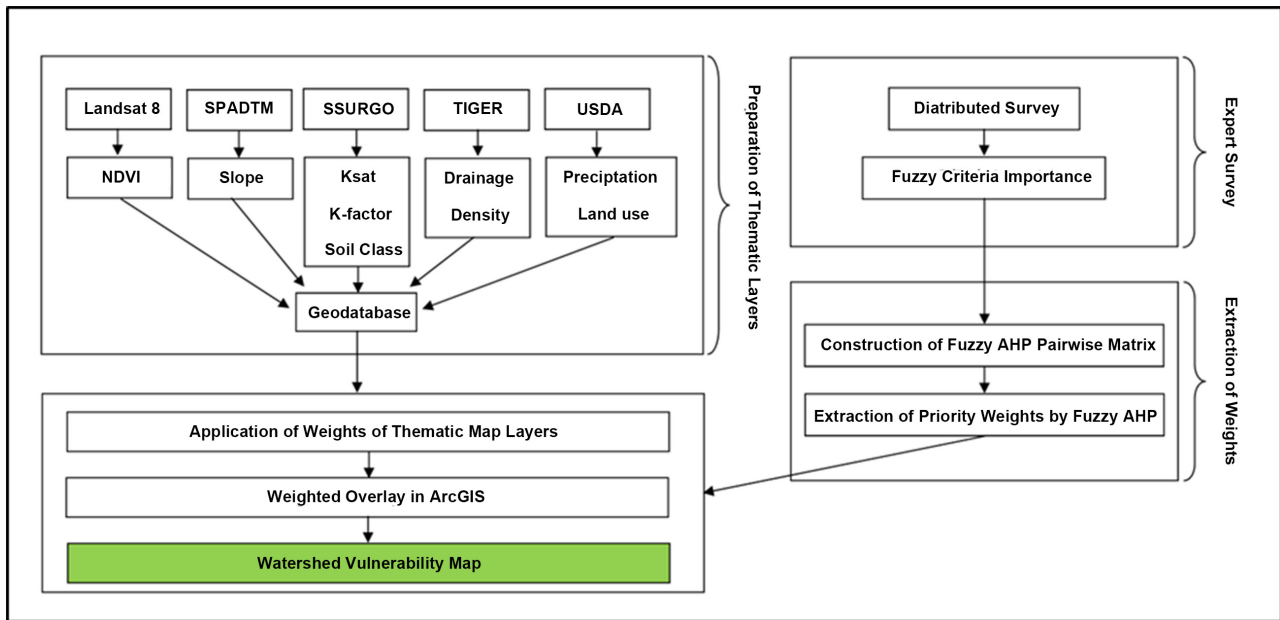 Landsat 8
SPADTM
SSURGO
TIGER
USDA
NDVI
Slope
Ksat
K-factor
Soil Class
Drainage
Density
Preciptation
Land use
Geodatabase
Preparation of Thematic Layers
Diatributed Survey
Fuzzy Criteria Importance
Expert Survey
Construction of Fuzzy AHP Pairwise Matrix
Extraction of Priority Weights by Fuzzy AHP
Extraction of Weights
Application of Weights of Thematic Map Layers
Weighted Overlay in ArcGIS
Watershed Vulnerability Map